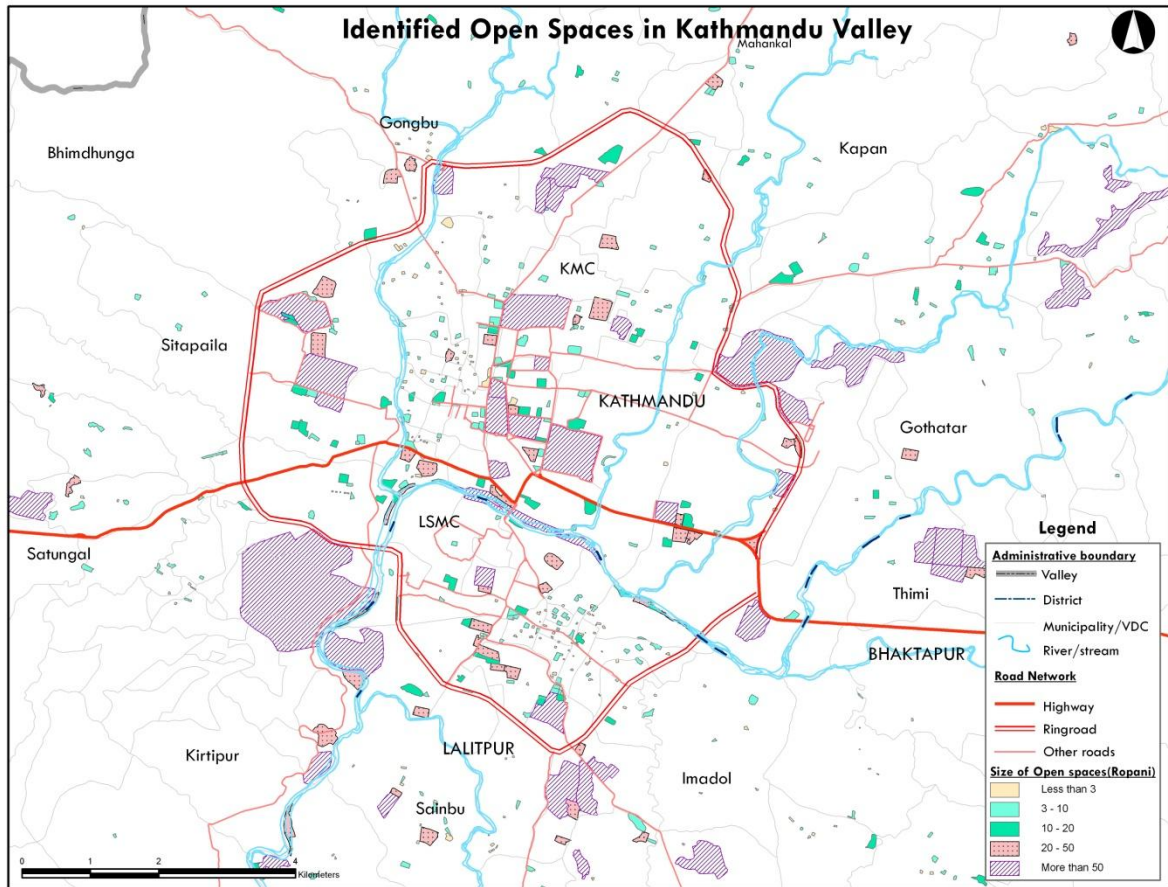 Identified Open Spaces in Kathmandu Valley
Mahankal
Gongbu
Bhimdhunga
Kapan
KMC
Sitapaila
KATHMANDU
Gothatar
LSMC
Satungal
Thimi
BHAKTAPUR
Kirtipur
LALITPUR
Imadol
Sainbu
Legend
Administrative boundary
Valley
District
Municipality/VDC
River/stream
Road Network
Highway
Ringroad
Other roads
Size of Open spaces(Ropani)
Less than 3
3 - 10
10 - 20
20 - 50
More than 50
0 1 2 4
Kilometers